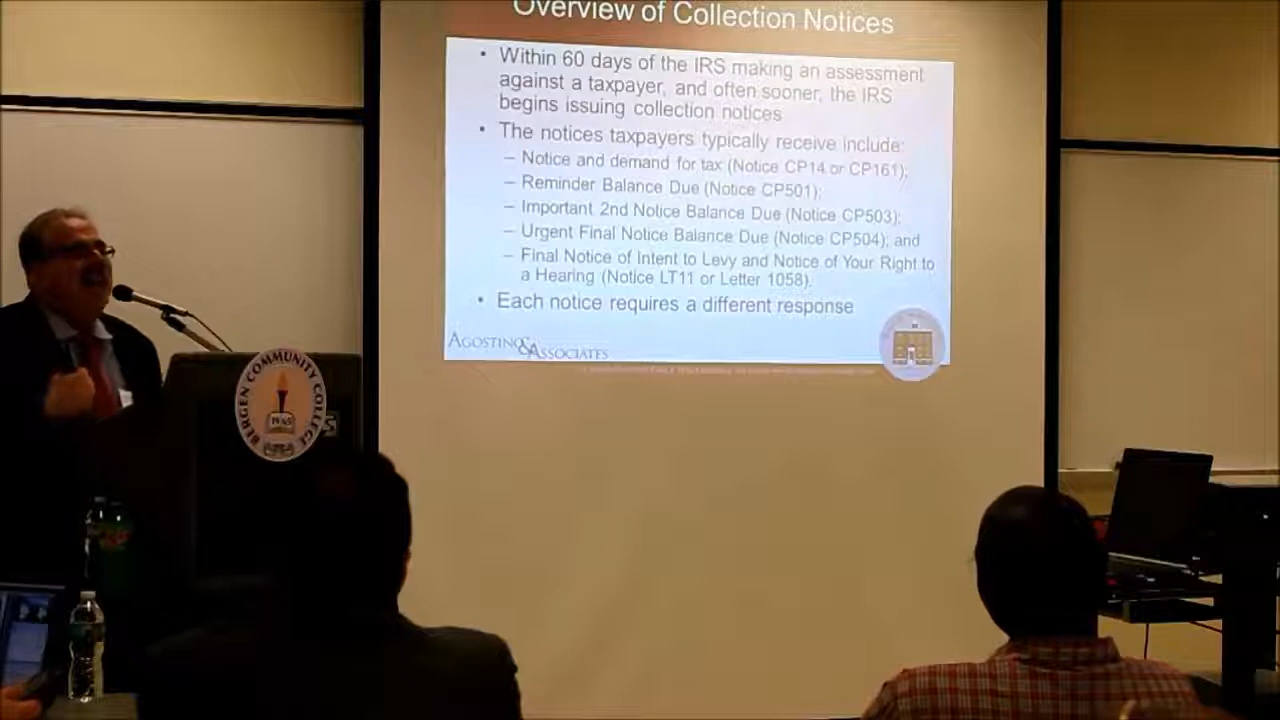 Overview of Collection Notices
• Within 60 days of the IRS making an assessment
against a taxpayer, and often sooner, the IRS
begins issuing collection notices
• The notices taxpayers typically receive include:
– Notice and demand for tax (Notice CP14 or CP161);
– Reminder Balance Due (Notice CP501);
– Important 2nd Notice Balance Due (Notice CP503);
– Urgent Final Notice Balance Due (Notice CP504); and
– Final Notice of Intent to Levy and Notice of Your Right to
a Hearing (Notice LT11 or Letter 1058).
• Each notice requires a different response
AGOSTINO & ASSOCIATES
BERGEN COMMUNITY COLLEGE
1965